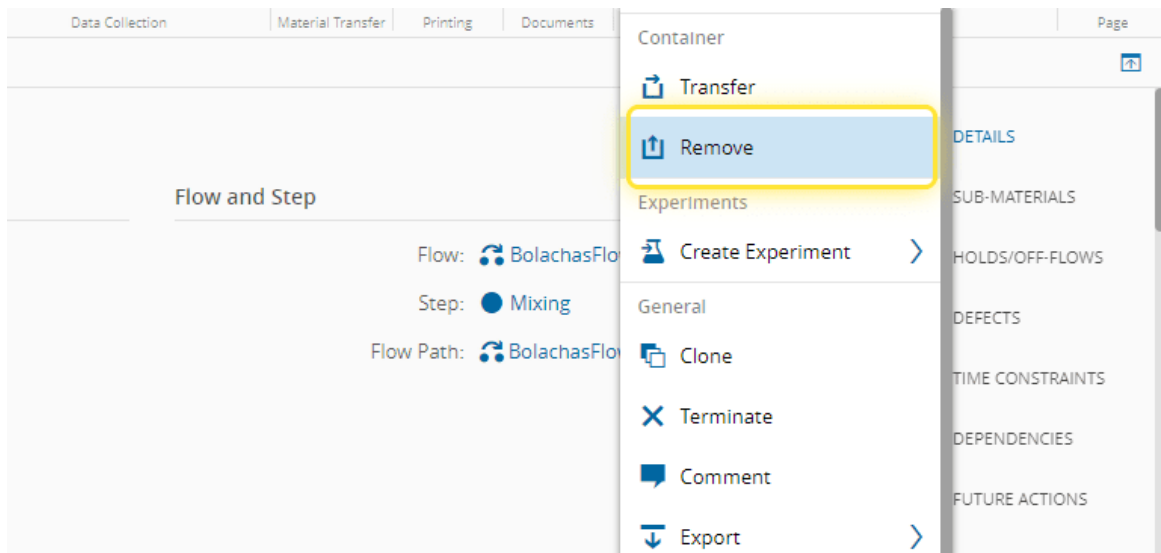 Data Collection
Material Transfer
Printing
Documents
Page
Container
Transfer
Remove
Experiments
Create Experiment
General
Clone
Terminate
Comment
Export
Flow and Step
Flow: BolachasFlo
Step: Mixing
Flow Path: BolachasFlo
DETAILS
SUB-MATERIALS
HOLDS/OFF-FLOWS
DEFECTS
TIME CONSTRAINTS
DEPENDENCIES
FUTURE ACTIONS